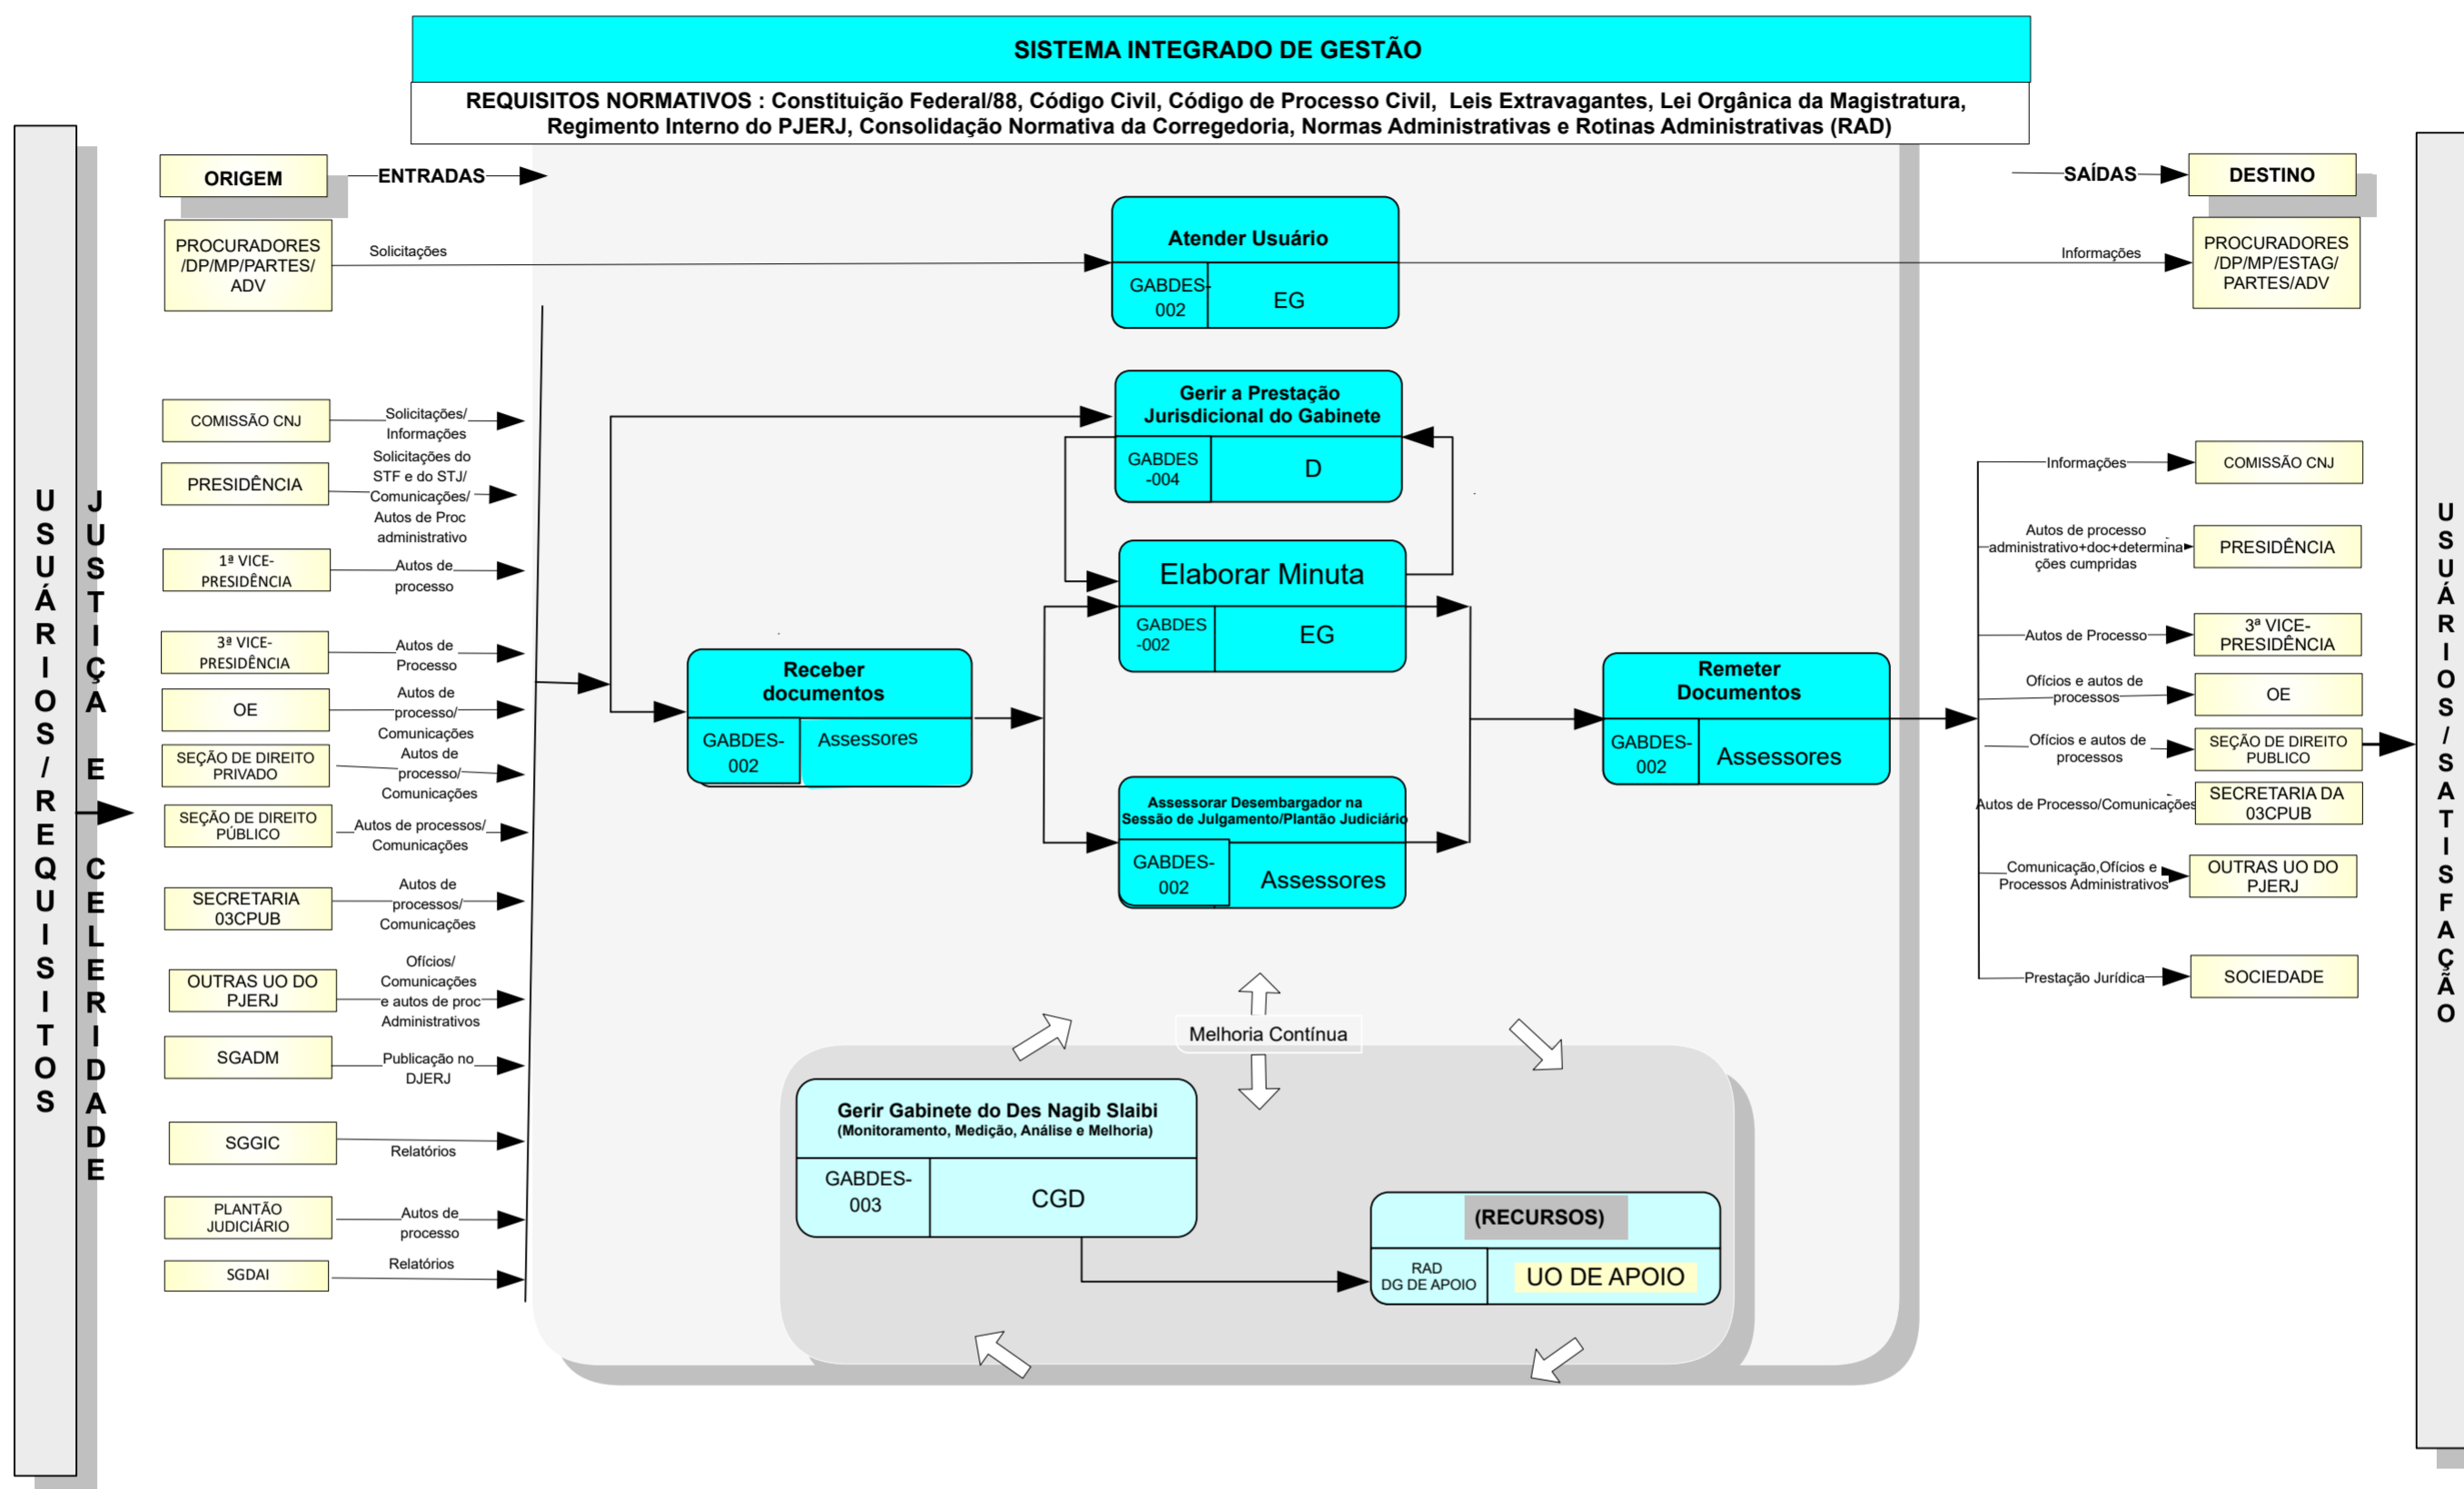 SISTEMA INTEGRADO DE GESTÃO
REQUISITOS NORMATIVOS : Constituição Federal/88, Código Civil, Código de Processo Civil, Leis Extravagantes, Lei Orgânica da Magistratura,
Regimento Interno do PJERJ, Consolidação Normativa da Corregedoria, Normas Administrativas e Rotinas Administrativas (RAD)
USUÁRIOS/REQUISITOS
JUSTIÇA E CELERIDADE
ORIGEM
ENTRADAS
PROCURADORES
/DP/MP/PARTES/
ADV
Solicitações
COMISSÃO CNJ
Solicitações/
Informações
PRESIDÊNCIA
Solicitações do
STF e do STJ/
Comunicações/
Autos de Proc
administrativo
1ª VICE-
PRESIDÊNCIA
Autos de
processo
3ª VICE-
PRESIDÊNCIA
Autos de
Processo
OE
Autos de
processo/
Comunicações
SEÇÃO DE DIREITO
PRIVADO
Autos de
processo/
Comunicações
SEÇÃO DE DIREITO
PÚBLICO
Autos de processos/
Comunicações
SECRETARIA
03CPUB
Autos de
processos/
Comunicações
OUTRAS UO DO
PJERJ
Ofícios/
Comunicações
e autos de proc
Administrativos
SGADM
Publicação no
DJERJ
SGGIC
Relatórios
PLANTÃO
JUDICIÁRIO
Autos de
processo
SGDAI
Relatórios
Atender Usuário
GABDES-
002
EG
Gerir a Prestação
Jurisdicional do Gabinete
GABDES
-004
D
Elaborar Minuta
GABDES
-002
EG
Receber
documentos
GABDES-
002
Assessores
Assessorar Desembargador na
Sessão de Julgamento/Plantão Judiciário
GABDES-
002
Assessores
Remeter
Documentos
GABDES-
002
Assessores
Melhoria Contínua
Gerir Gabinete do Des Nagib Slaibi
(Monitoramento, Medição, Análise e Melhoria)
GABDES-
003
CGD
(RECURSOS)
RAD
DG DE APOIO
UO DE APOIO
SAÍDAS
DESTINO
Informações
PROCURADORES
/DP/MP/ESTAG/
PARTES/ADV
Informações
COMISSÃO CNJ
Autos de processo
administrativo+doc+determina
ções cumpridas
PRESIDÊNCIA
Autos de Processo
3ª VICE-
PRESIDÊNCIA
Ofícios e autos de
processos
OE
Ofícios e autos de
processos
SEÇÃO DE DIREITO
PUBLICO
Autos de Processo/Comunicações
SECRETARIA DA
03CPUB
Comunicação,Ofícios e
Processos Administrativos
OUTRAS UO DO
PJERJ
Prestação Jurídica
SOCIEDADE
USUÁRIOS/SATISFAÇÃO